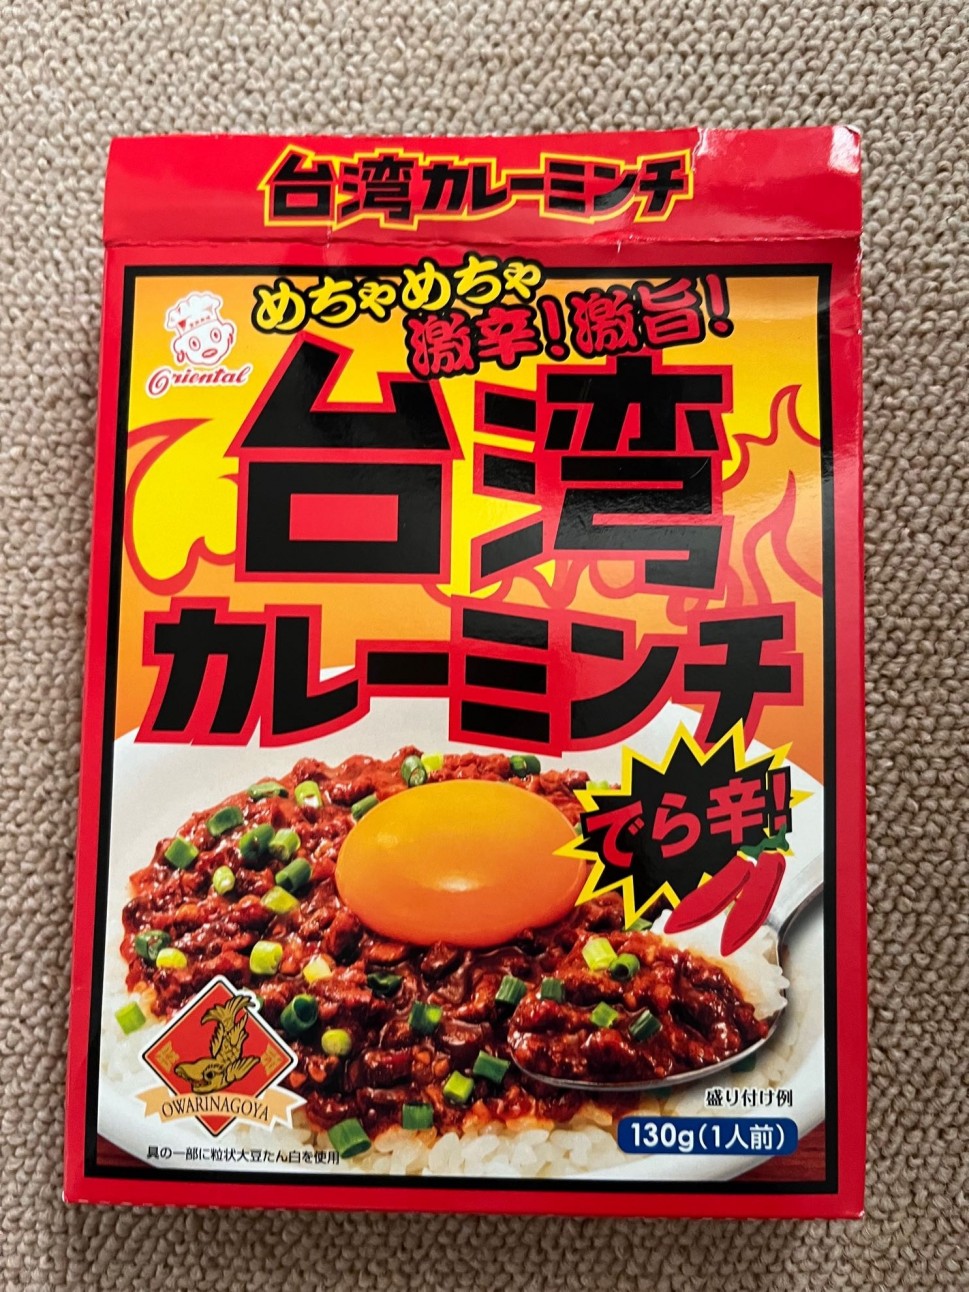 台湾カレーミンチ
めちゃめちゃ
激辛!激旨!
Oriental
台湾
カレーミンチ
でら辛!
OWARINAGOYA
盛り付け例
130g(1人前)
具の一部に粒状大豆たん白を使用